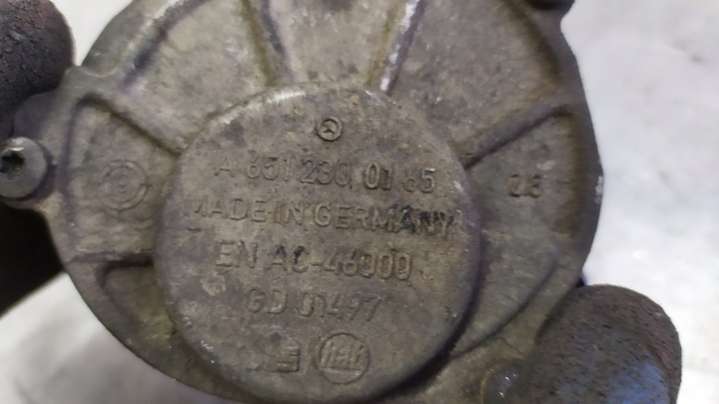 A 651 230 01 65
MADE IN GERMANY
EN AC-46000
GD 01497